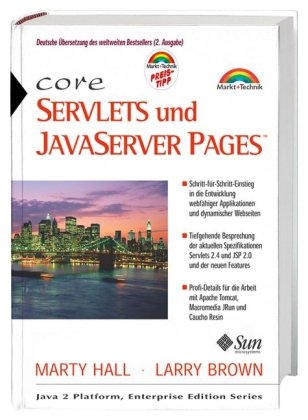 Deutsche Übersetzung des weltweiten Bestsellers (2. Ausgabe)
Markt+Technik
PREIS-
TIPP
Markt+Technik
core
SERVLETS und
JAVASERVER PAGES™
Schritt-für-Schritt-Einstieg
in die Entwicklung
webfähiger Applikationen
und dynamischer Webseiten
Tiefgehende Besprechung
der aktuellen Spezifikationen
Servlets 2.4 und JSP 2.0
und der neuen Features
Profi-Details für die Arbeit
mit Apache Tomcat,
Macromedia JRun und
Caucho Resin
Sun
microsystems
MARTY HALL · LARRY BROWN
Java 2 Platform, Enterprise Edition Series